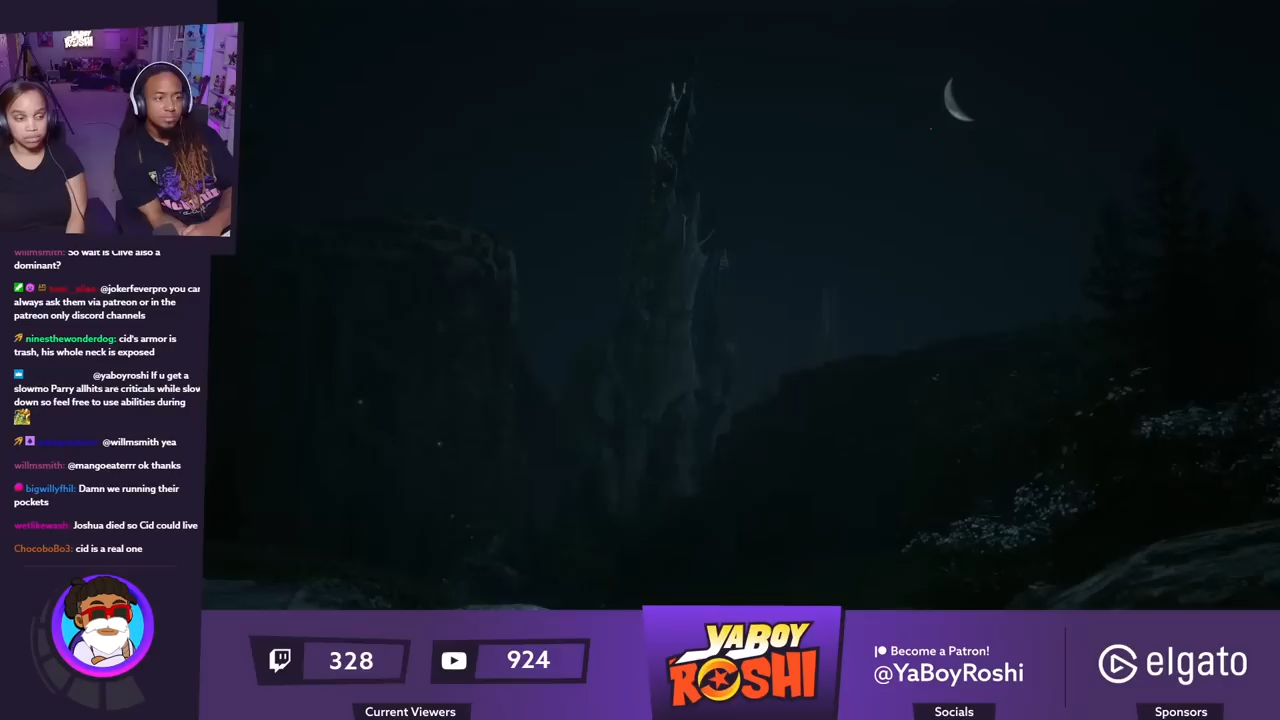 YABOY
ROSHI
willmsmith: So wait is Clive also a
dominant?
@jokerfeverpro you can
always ask them via patreon or in the
patreon only discord channels
ninesthewonderdog: cid's armor is
trash, his whole neck is exposed
@yaboyroshi If u get a
slowmo Parry allhits are criticals while slow
down so feel free to use abilities during
@willmsmith yea
willmsmith: @mangoeaterrr ok thanks
bigwillyfhil: Damn we running their
pockets
wetlikewash: Joshua died so Cid could live
ChocoboBo3: cid is a real one
328
924
Current Viewers
YABOY
ROSHI
Become a Patron!
@YaBoyRoshi
Socials
elgato
Sponsors